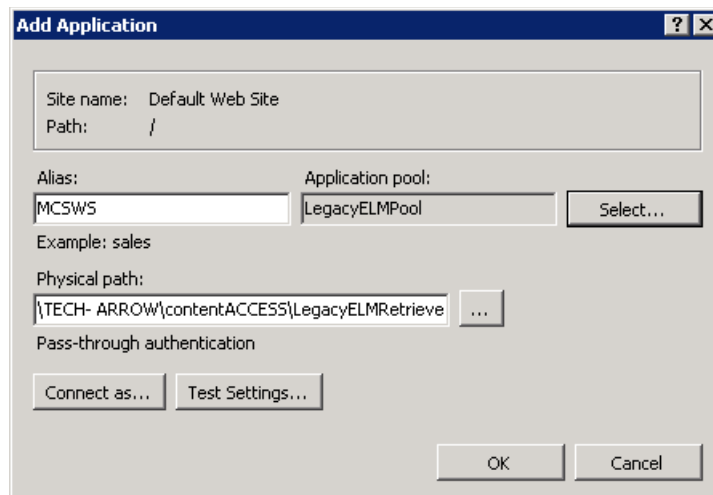 Add Application
? X
Site name: Default Web Site
Path: /
Alias: Application pool:
MCSWS LegacyELMPool Select...
Example: sales
Physical path:
\TECH- ARROW\contentACCESS\LegacyELMRetrieve ...
Pass-through authentication
Connect as... Test Settings...
OK Cancel